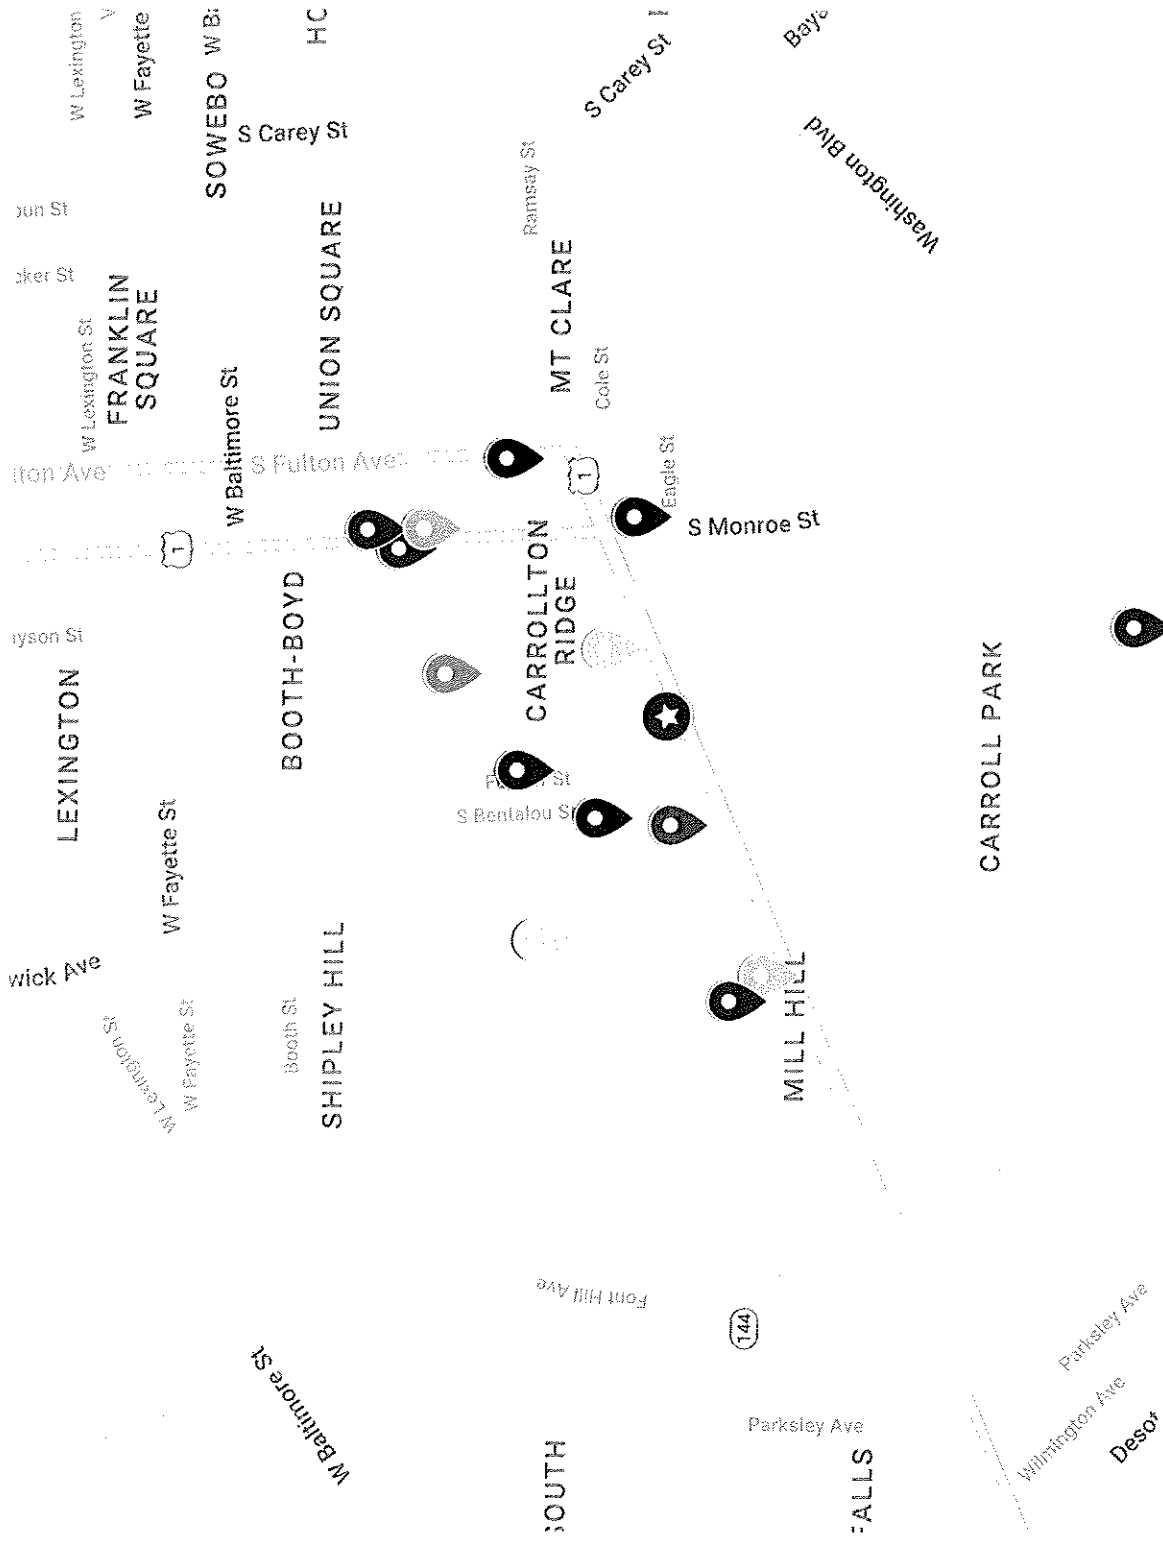 W Lexington
W Fayette
SOWEBO
S Carey St
S Carey St
Washington Blvd
Ramsay St
UNION SQUARE
MT CLARE
FRANKLIN
SQUARE
W Lexington St
W Baltimore St
Cole St
S Fulton Ave
1
Eagle St
S Monroe St
1
CARROLLTON
RIDGE
BOOTH-BOYD
LEXINGTON
CARROLL PARK
S Bentalou St
W Fayette St
SHIPLEY HILL
MILL HILL
W Lexington St
W Fayette St
Booth St
Font Hill Ave
144
W Baltimore St
Parksley Ave
Parksley Ave
Wilmington Ave